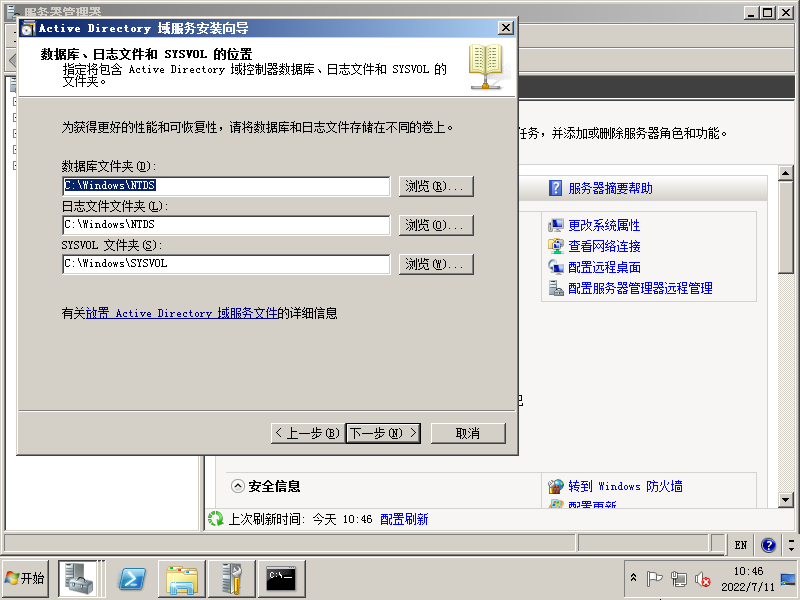 服务器管理器
Active Directory 域服务安装向导
数据库、日志文件和 SYSVOL 的位置
指定将包含 Active Directory 域控制器数据库、日志文件和 SYSVOL 的
文件夹。
为获得更好的性能和可恢复性，请将数据库和日志文件存储在不同的卷上。
任务，并添加或删除服务器角色和功能。
数据库文件夹(D):
C:\Windows\NTDS
浏览(R)...
服务器摘要帮助
日志文件文件夹(L):
C:\Windows\NTDS
浏览(O)...
更改系统属性
SYSVOL 文件夹(S):
查看网络连接
C:\Windows\SYSVOL
浏览(W)...
配置远程桌面
配置服务器管理器远程管理
有关放置 Active Directory 域服务文件的详细信息
< 上一步(B)
下一步(N) >
取消
安全信息
转到 Windows 防火墙
配置更新
上次刷新时间: 今天 10:46 配置刷新
EN
开始
C:\
10:46
2022/7/11